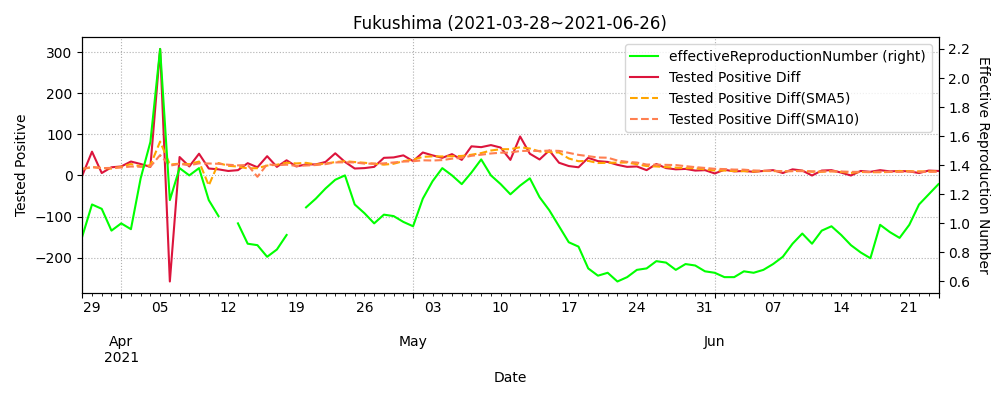 Fukushima (2021-03-28~2021-06-26)
effectiveReproductionNumber (right)
Tested Positive Diff
Tested Positive Diff(SMA5)
Tested Positive Diff(SMA10)
Tested Positive
300
200
100
0
−100
−200
2.2
2.0
1.8
1.6
1.4
1.2
1.0
0.8
0.6
Effective Reproduction Number
29 05 12 19 26 03 10 17 24 31 07 14 21
Apr May Jun
2021
Date